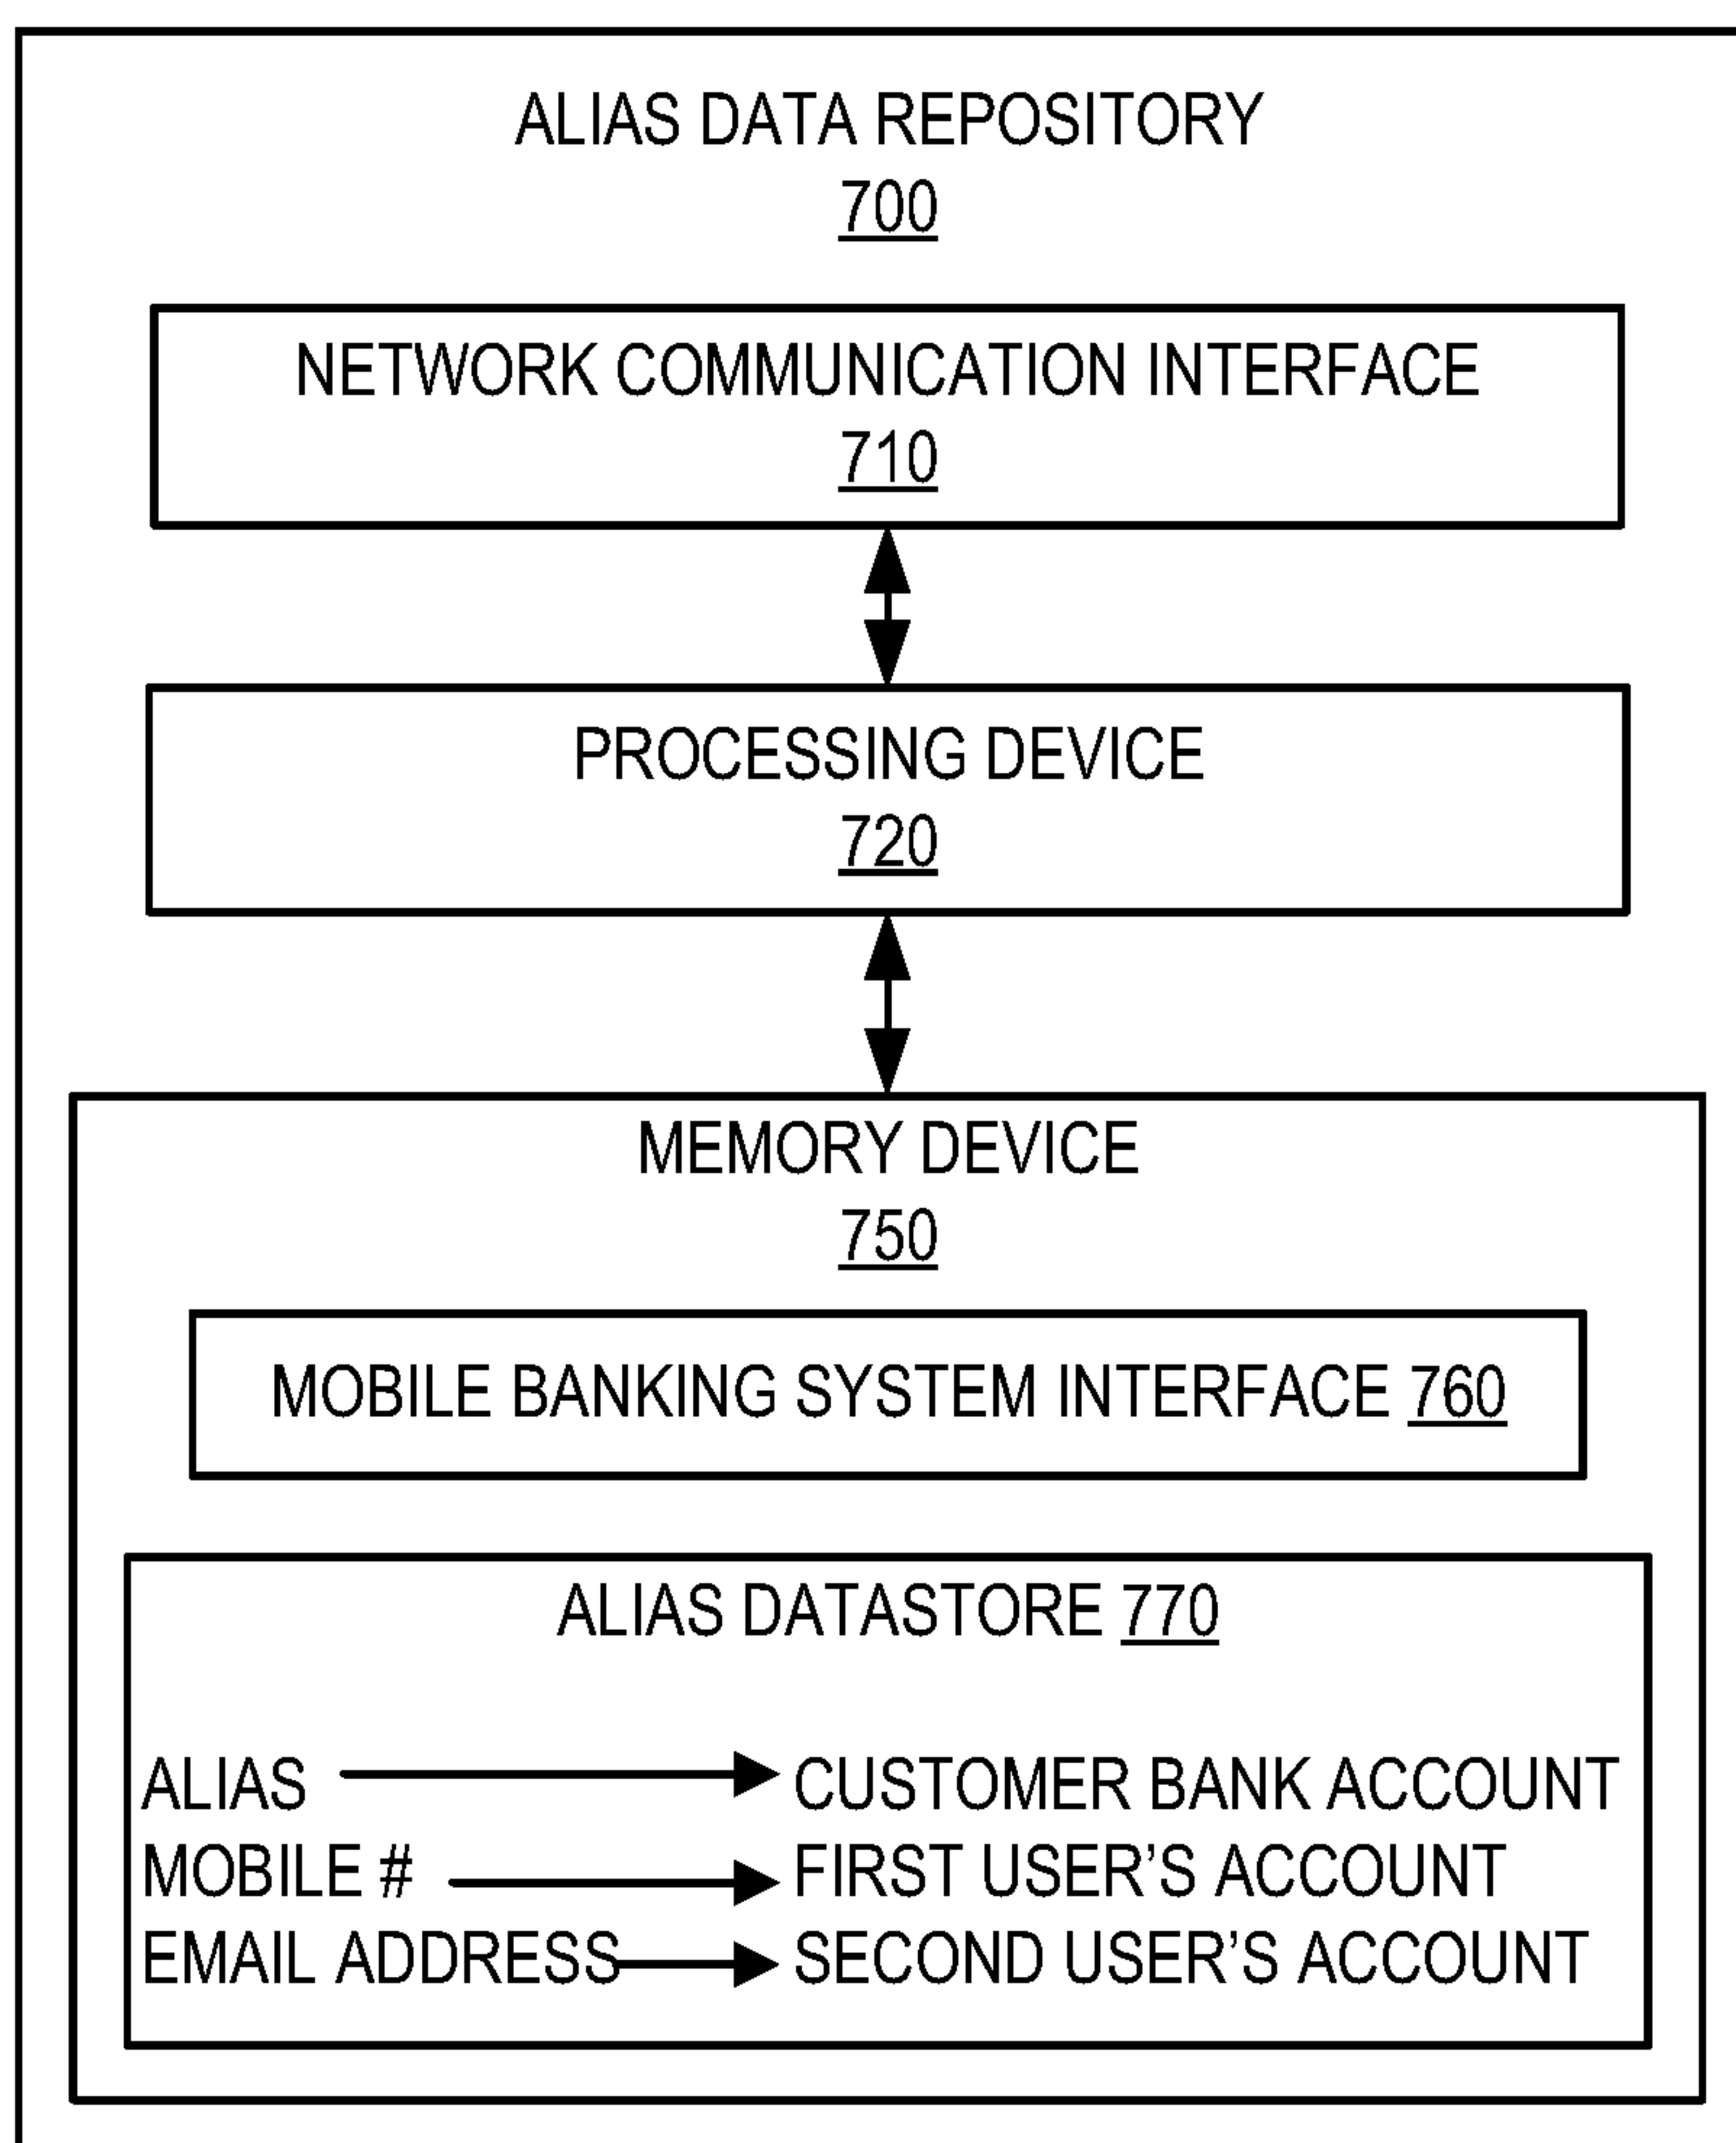 ALIAS DATA REPOSITORY
700
NETWORK COMMUNICATION INTERFACE
710
PROCESSING DEVICE
720
MEMORY DEVICE
750
MOBILE BANKING SYSTEM INTERFACE 760
ALIAS DATASTORE 770
ALIAS CUSTOMER BANK ACCOUNT
MOBILE # FIRST USER’S ACCOUNT
EMAIL ADDRESS SECOND USER’S ACCOUNT